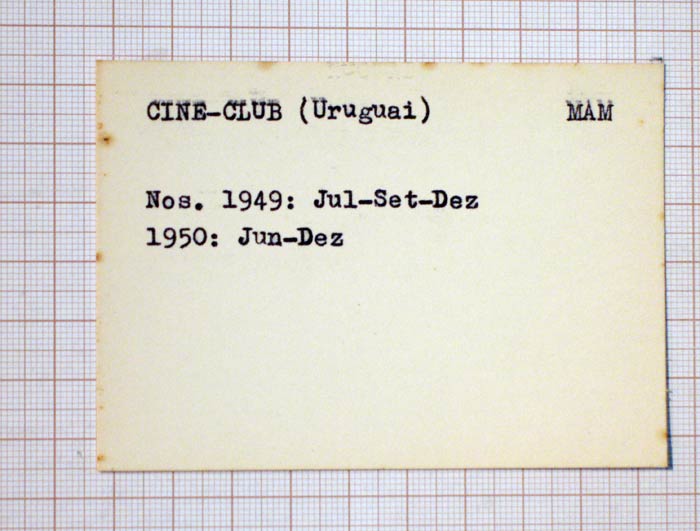 CINE-CLUB (Uruguai) MAM
Nos. 1949: Jul-Set-Dez
1950: Jun-Dez